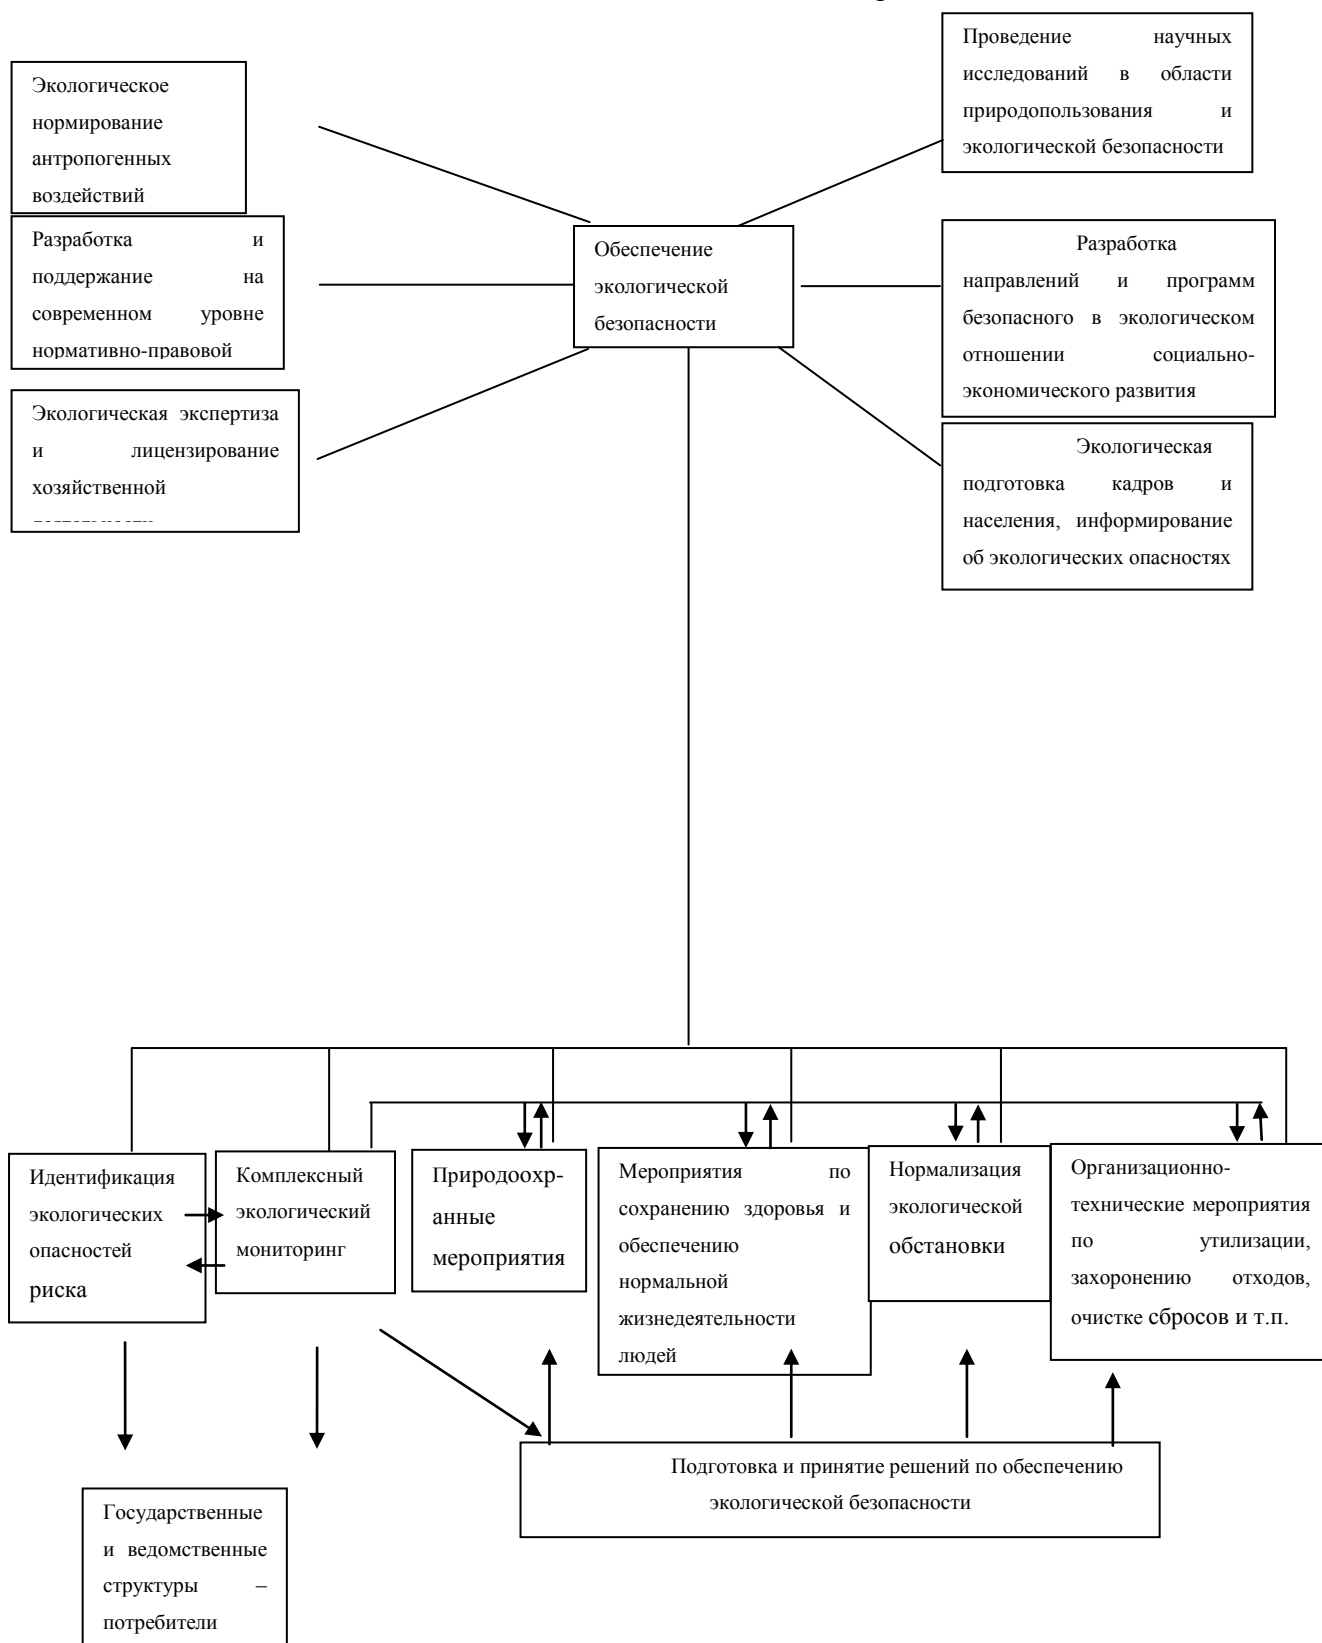 Экологическое
нормирование
антропогенных
воздействий
Разработка и
поддержание на
современном уровне
нормативно-правовой
Экологическая экспертиза
и лицензирование
хозяйственной
Обеспечение
экологической
безопасности
Проведение научных
исследований в области
природопользования и
экологической безопасности
Разработка
направлений и программ
безопасного в экологическом
отношении социально-
экономического развития
Экологическая
подготовка кадров и
населения, информирование
об экологических опасностях
Идентификация
экологических
опасностей
риска
Комплексный
экологический
мониторинг
Природоохр-
анные
мероприятия
Мероприятия по
сохранению здоровья и
обеспечению
нормальной
жизнедеятельности
людей
Нормализация
экологической
обстановки
Организационно-
технические мероприятия
по утилизации,
захоронению отходов,
очистке сбросов и т.п.
Подготовка и принятие решений по обеспечению
экологической безопасности
Государственные
и ведомственные
структуры –
потребители